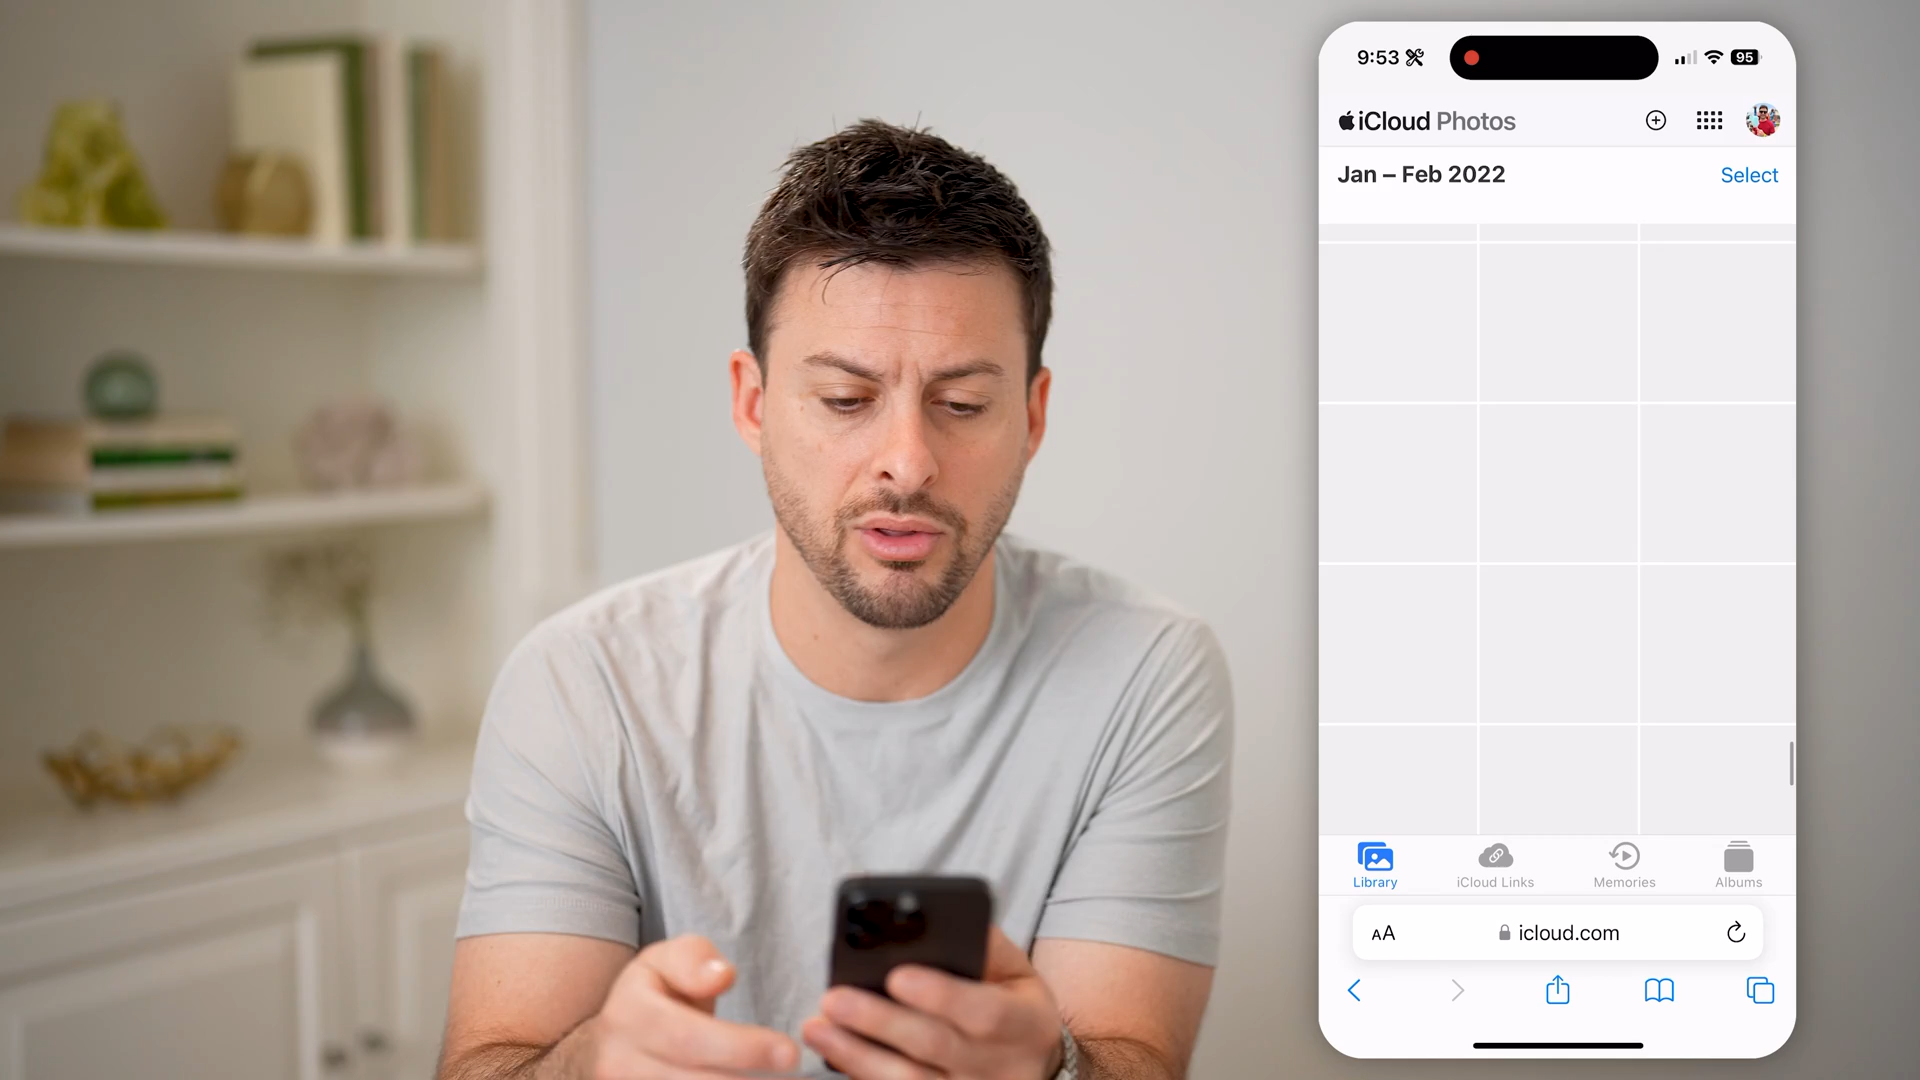 9:53
95
iCloud Photos
Jan – Feb 2022
Select
Library
iCloud Links
Memories
Albums
AA
icloud.com